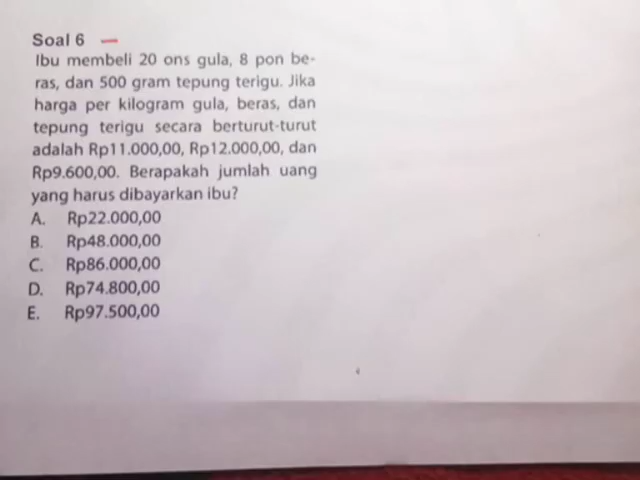 Soal 6
Ibu membeli 20 ons gula, 8 pon be-
ras, dan 500 gram tepung terigu. Jika
harga per kilogram gula, beras, dan
tepung terigu secara berturut-turut
adalah Rp11.000,00, Rp12.000,00, dan
Rp9.600,00. Berapakah jumlah uang
yang harus dibayarkan ibu?
A. Rp22.000,00
B. Rp48.000,00
C. Rp86.000,00
D. Rp74.800,00
E. Rp97.500,00